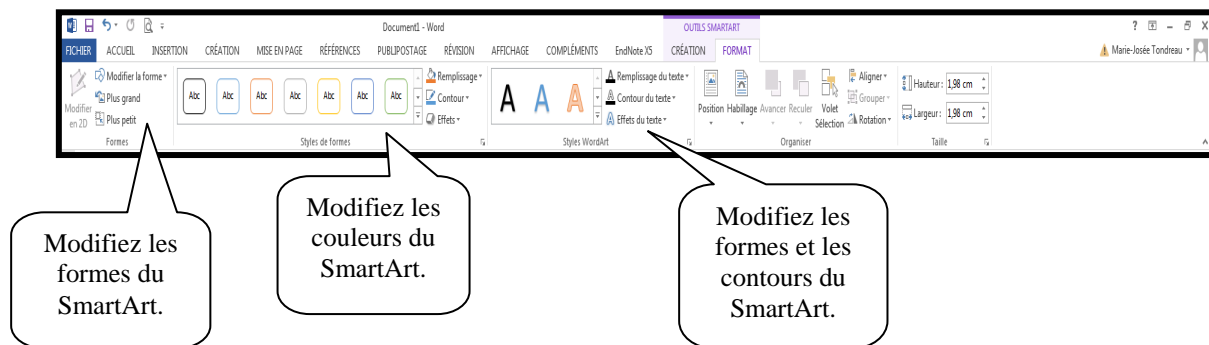 Document1 - Word
OUTILS SMARTART
?
FICHIER ACCUEIL INSERTION CRÉATION MISE EN PAGE RÉFÉRENCES PUBLIPOSTAGE RÉVISION AFFICHAGE COMPLÉMENTS EndNote X5 CRÉATION FORMAT Marie-Josée Tondreau
Modifier en 2D
Modifier la forme
Plus grand
Plus petit
Formes
Abc Abc Abc Abc Abc Abc Abc
Remplissage
Contour
Effets
Styles de formes
A A A
Remplissage du texte
Contour du texte
Effets du texte
Styles WordArt
Position Habillage Avancer Reculer Volet Sélection
Aligner
Grouper
Rotation
Organiser
Hauteur : 1,98 cm
Largeur : 1,98 cm
Taille
Modifiez les
formes du
SmartArt.
Modifiez les
couleurs du
SmartArt.
Modifiez les
formes et les
contours du
SmartArt.